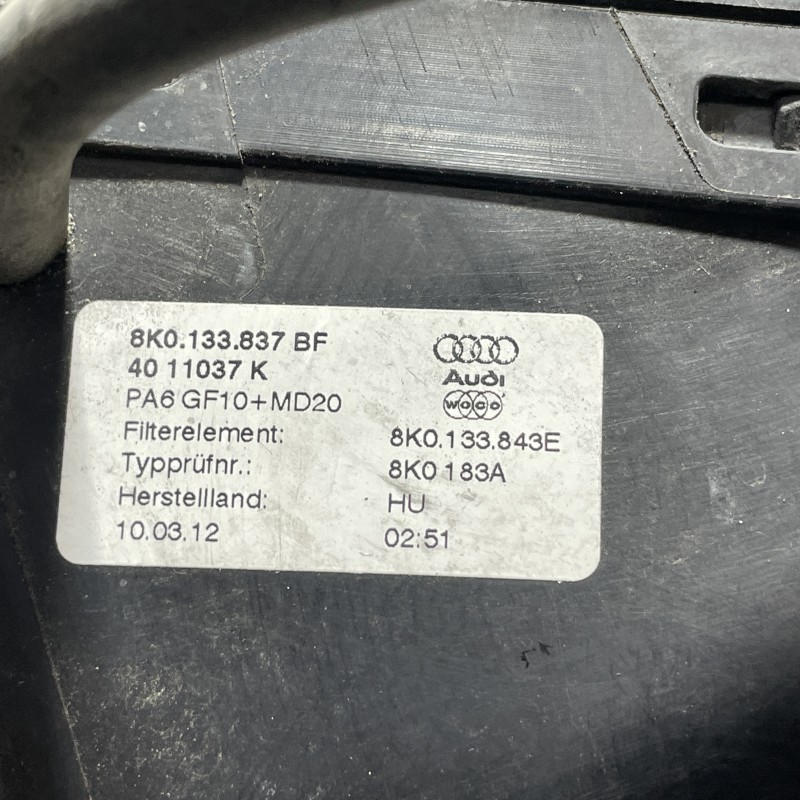 8K0.133.837 BF
40 11037 K
PA6 GF10+MD20
Audi
WOCO
Filterelement: 8K0.133.843E
Typprüfnr.: 8K0 183A
Herstellland: HU
10.03.12 02:51